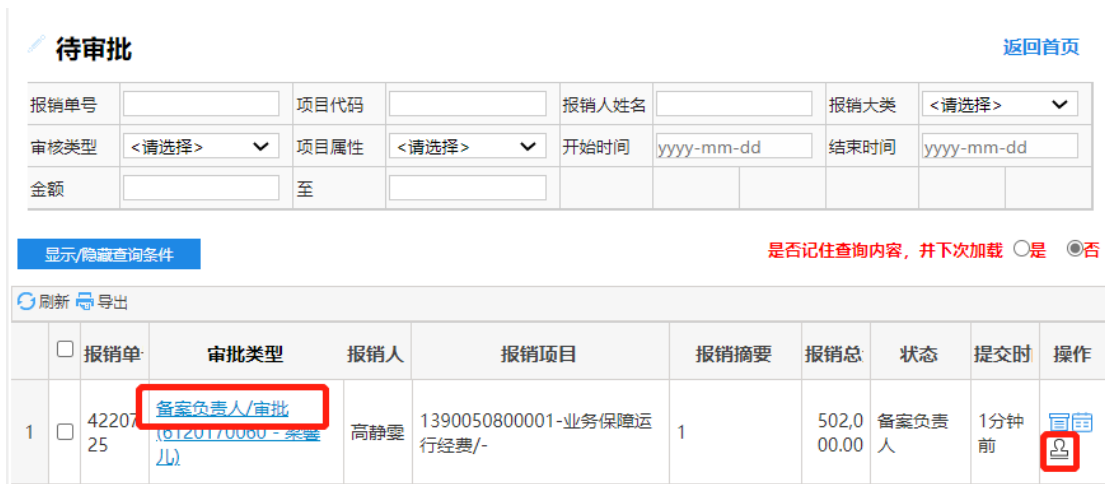 待审批
返回首页
报销单号 项目代码 报销人姓名 报销大类 <请选择>
审核类型 <请选择> 项目属性 <请选择> 开始时间 yyyy-mm-dd 结束时间 yyyy-mm-dd
金额 至
显示/隐藏查询条件
是否记住查询内容，并下次加载 是 否
刷新 导出
报销单 审批类型 报销人 报销项目 报销摘要 报销总 状态 提交时 操作
备案负责人/审批
1 42207 (6120170060 - 高静雯 1390050800001-业务保障运 1 502,0 备案负责 1分钟
25 儿) 行经费/- 00.00 人 前